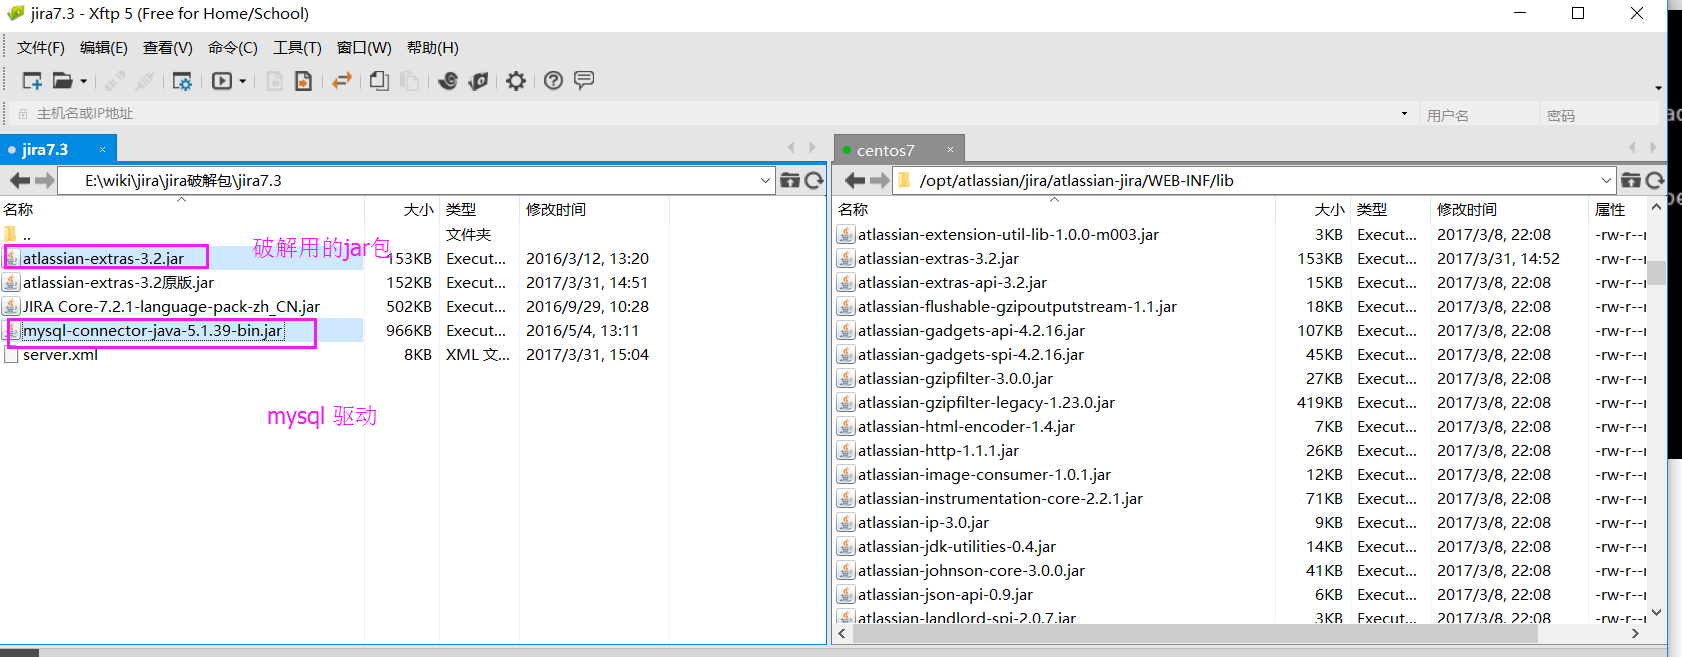 jira7.3 - Xftp 5 (Free for Home/School)
文件(F) 编辑(E) 查看(V) 命令(C) 工具(T) 窗口(W) 帮助(H)
主机名或IP地址 用户名 密码
jira7.3 × centos7 ×
E:\wiki\jira\jira破解包\jira7.3 /opt/atlassian/jira/atlassian-jira/WEB-INF/lib
名称 大小 类型 修改时间
.. 文件夹
破解用的jar包
atlassian-extras-3.2.jar 153KB Execut... 2016/3/12, 13:20
atlassian-extras-3.2原版.jar 152KB Execut... 2017/3/31, 14:51
JIRA Core-7.2.1-language-pack-zh_CN.jar 502KB Execut... 2016/9/29, 10:28
mysql-connector-java-5.1.39-bin.jar 966KB Execut... 2016/5/4, 13:11
server.xml 8KB XML 文... 2017/3/31, 15:04
mysql 驱动
名称 大小 类型 修改时间 属性
atlassian-extension-util-lib-1.0.0-m003.jar 3KB Execut... 2017/3/8, 22:08 -rw-r--r
atlassian-extras-3.2.jar 153KB Execut... 2017/3/31, 14:52 -rw-r--r
atlassian-extras-api-3.2.jar 15KB Execut... 2017/3/8, 22:08 -rw-r--r
atlassian-flushable-gzipoutputstream-1.1.jar 18KB Execut... 2017/3/8, 22:08 -rw-r--r
atlassian-gadgets-api-4.2.16.jar 107KB Execut... 2017/3/8, 22:08 -rw-r--r
atlassian-gadgets-spi-4.2.16.jar 45KB Execut... 2017/3/8, 22:08 -rw-r--r
atlassian-gzipfilter-3.0.0.jar 27KB Execut... 2017/3/8, 22:08 -rw-r--r
atlassian-gzipfilter-legacy-1.23.0.jar 419KB Execut... 2017/3/8, 22:08 -rw-r--r
atlassian-html-encoder-1.4.jar 7KB Execut... 2017/3/8, 22:08 -rw-r--r
atlassian-http-1.1.1.jar 26KB Execut... 2017/3/8, 22:08 -rw-r--r
atlassian-image-consumer-1.0.1.jar 12KB Execut... 2017/3/8, 22:08 -rw-r--r
atlassian-instrumentation-core-2.2.1.jar 71KB Execut... 2017/3/8, 22:08 -rw-r--r
atlassian-ip-3.0.jar 9KB Execut... 2017/3/8, 22:08 -rw-r--r
atlassian-jdk-utilities-0.4.jar 14KB Execut... 2017/3/8, 22:08 -rw-r--r
atlassian-johnson-core-3.0.0.jar 41KB Execut... 2017/3/8, 22:08 -rw-r--r
atlassian-json-api-0.9.jar 6KB Execut... 2017/3/8, 22:08 -rw-r--r
atlassian-landlord-spi-2.0.7.jar 3KB Execut... 2017/3/8, 22:08 -rw-r--r